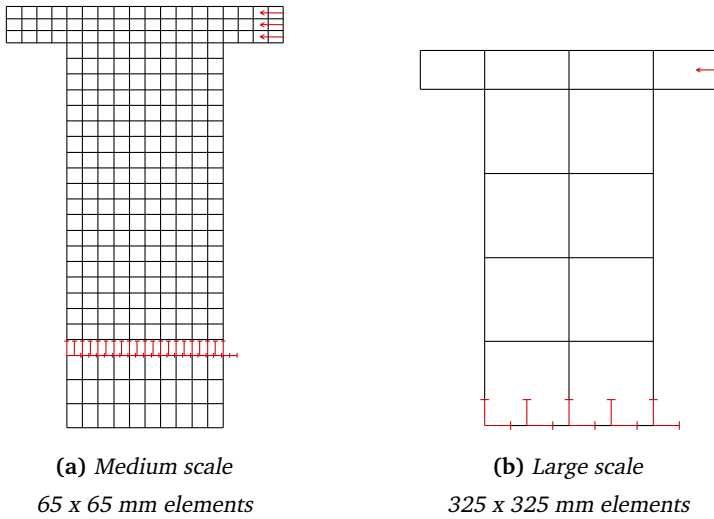 (a) Medium scale
65 x 65 mm elements
(b) Large scale
325 x 325 mm elements